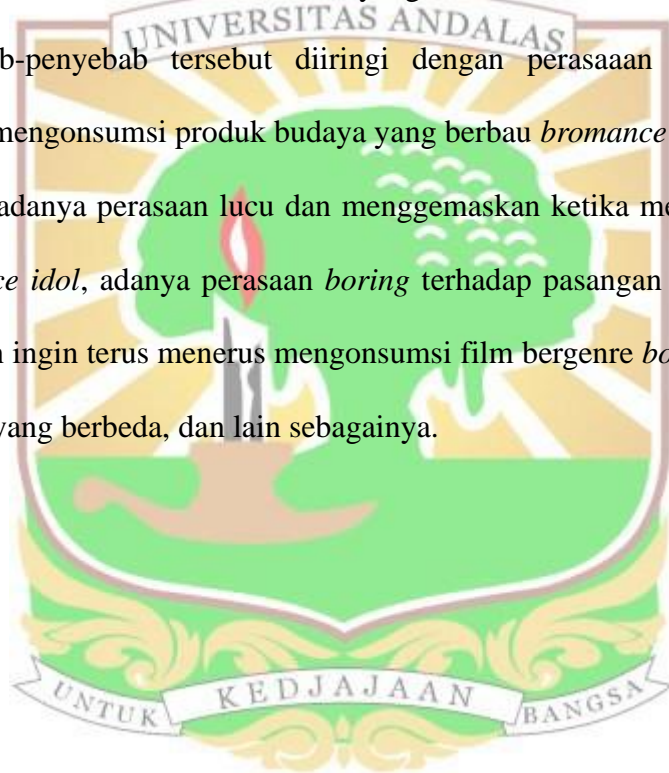 UNIVERSITAS ANDALAS
b-penyebab tersebut diiringi dengan perasaaan
mengonsumsi produk budaya yang berbau bromance
adanya perasaan lucu dan menggemaskan ketika me
ce idol, adanya perasaan boring terhadap pasangan
n ingin terus menerus mengonsumsi film bergenre bo
yang berbeda, dan lain sebagainya.
UNTUK KEDJAJAAN BANGSA